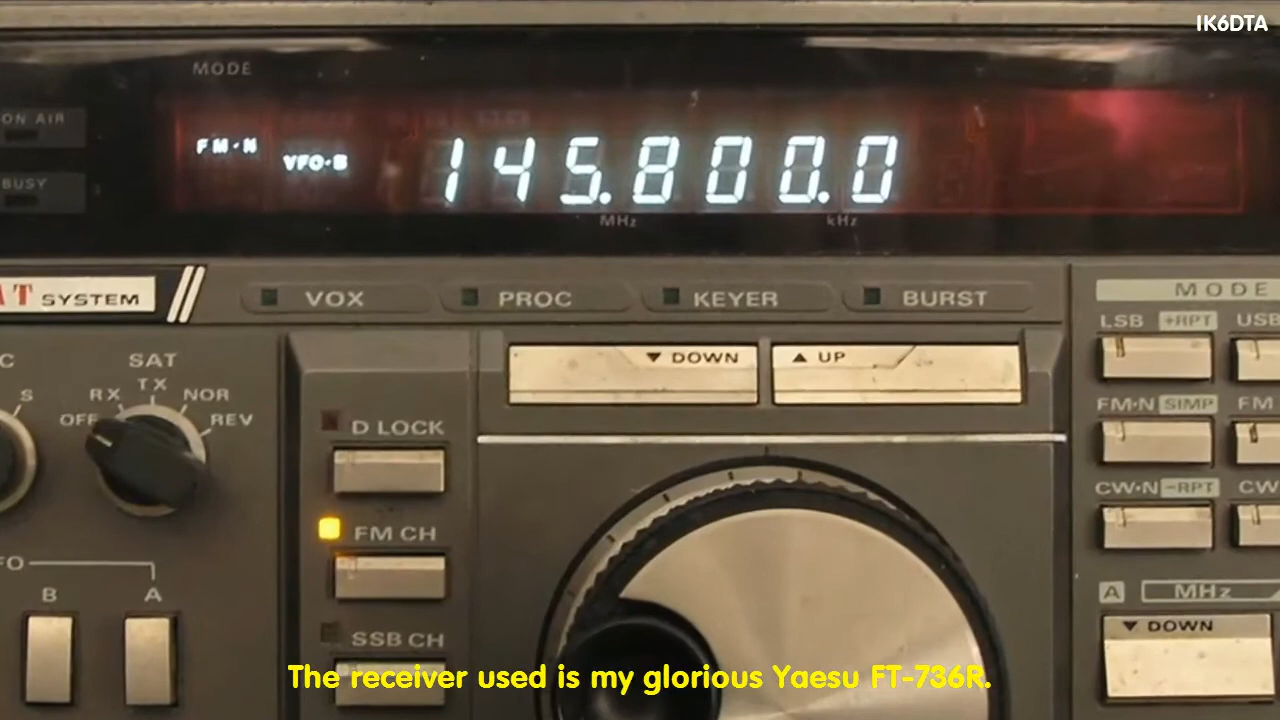 IK6DTA
MODE
ON AIR
FM·N
VFO·B
145.800.0
BUSY
MHz
kHz
SYSTEM
VOX
PROC
KEYER
BURST
MODE
LSB
+RPT
USB
▼ DOWN
▲ UP
SAT
S
RX
TX
NOR
OFF
REV
D LOCK
FM·N
SIMP
FM
CW·N
-RPT
CW
FM CH
B
A
A
MHz
▼ DOWN
SSB CH
The receiver used is my glorious Yaesu FT-736R.